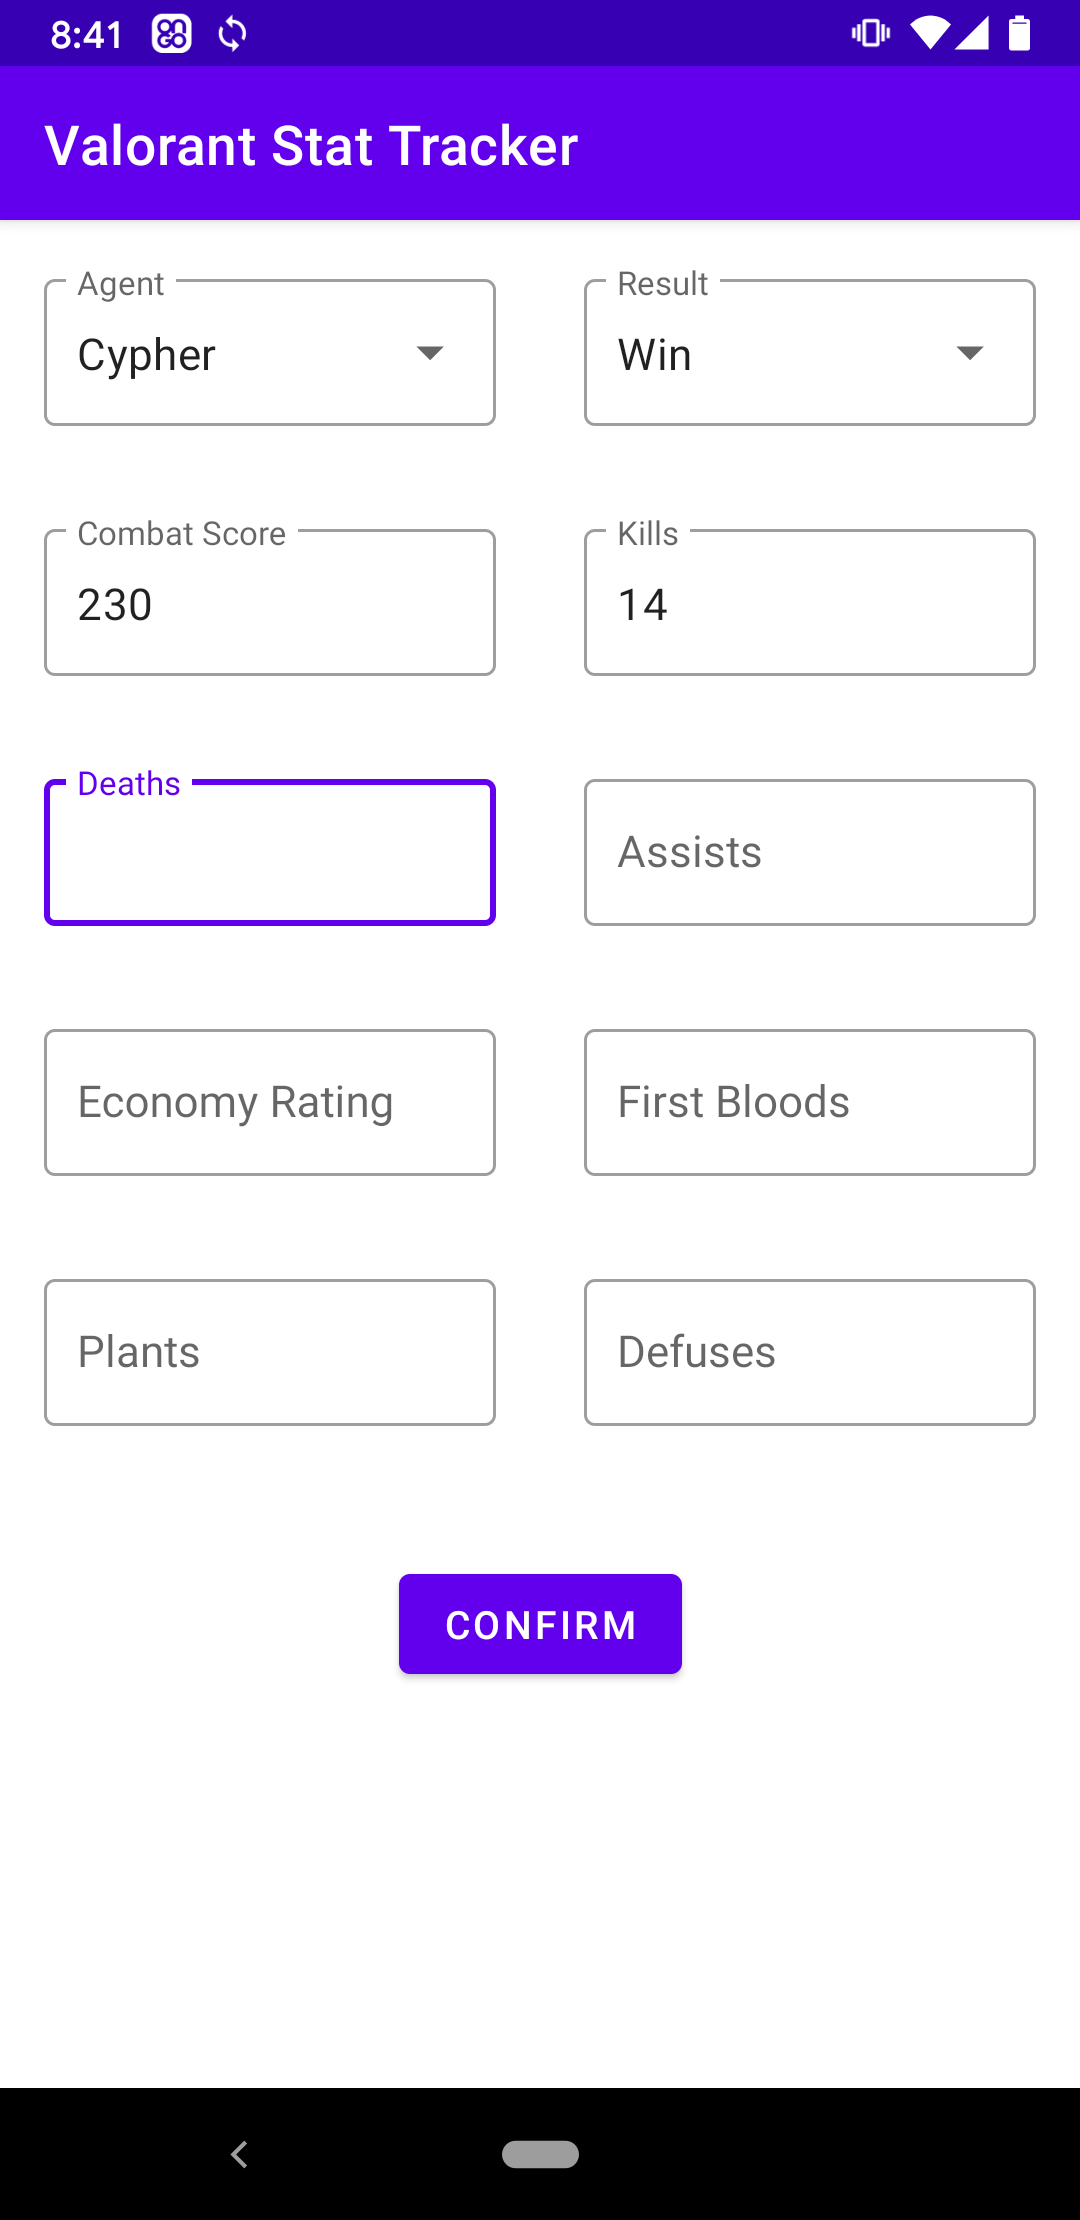 8:41
Valorant Stat Tracker
Agent
Cypher
Result
Win
Combat Score
230
Kills
14
Deaths
Assists
Economy Rating
First Bloods
Plants
Defuses
CONFIRM